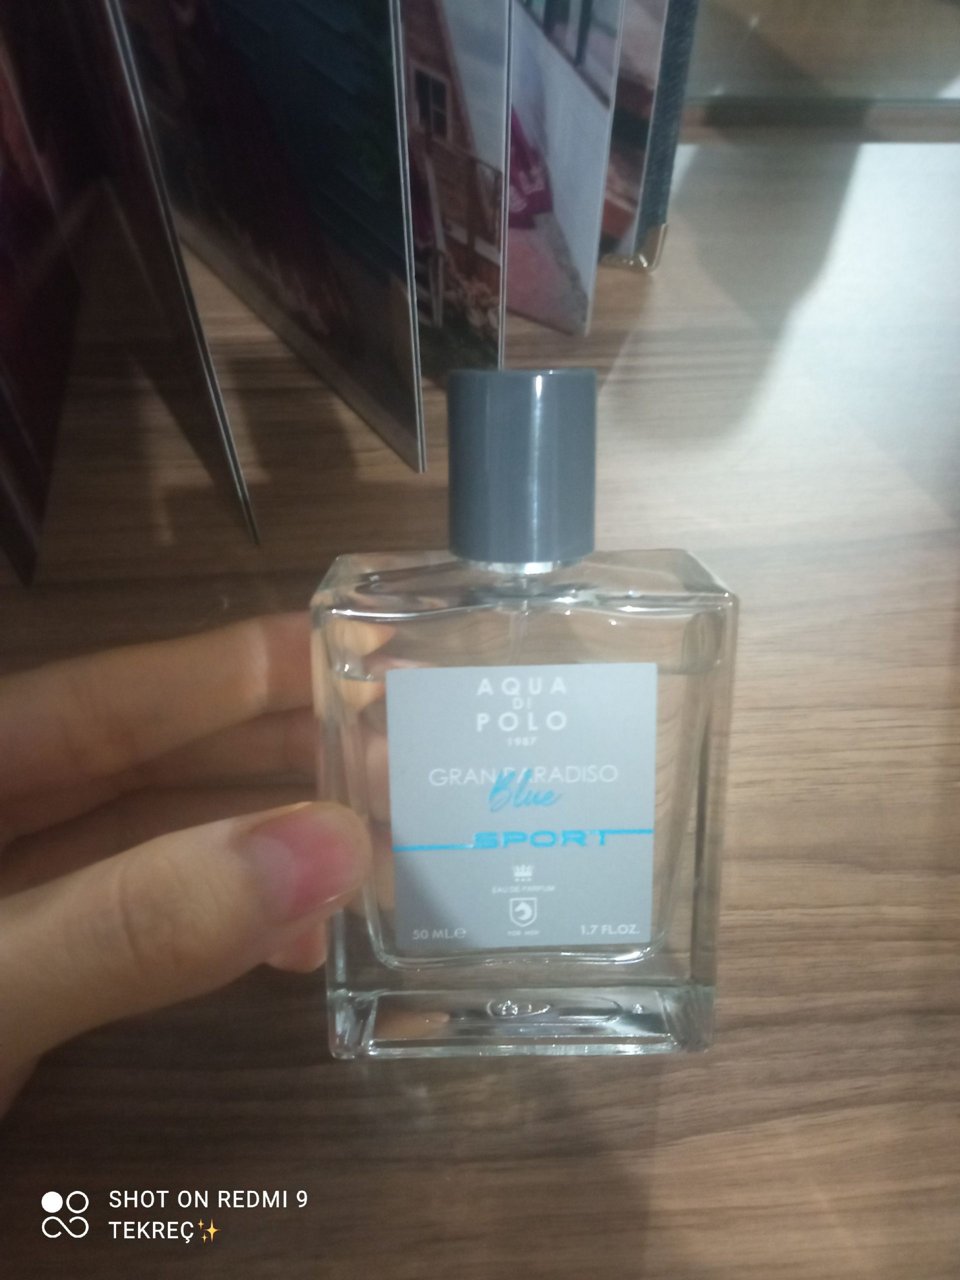 AQUA
DI
POLO
1987
GRAN PARADISO
Blue
SPORT
EAU DE PARFUM
FOR MEN
50 ML.e
1.7 FL.OZ.
SHOT ON REDMI 9
TEKREÇ✨